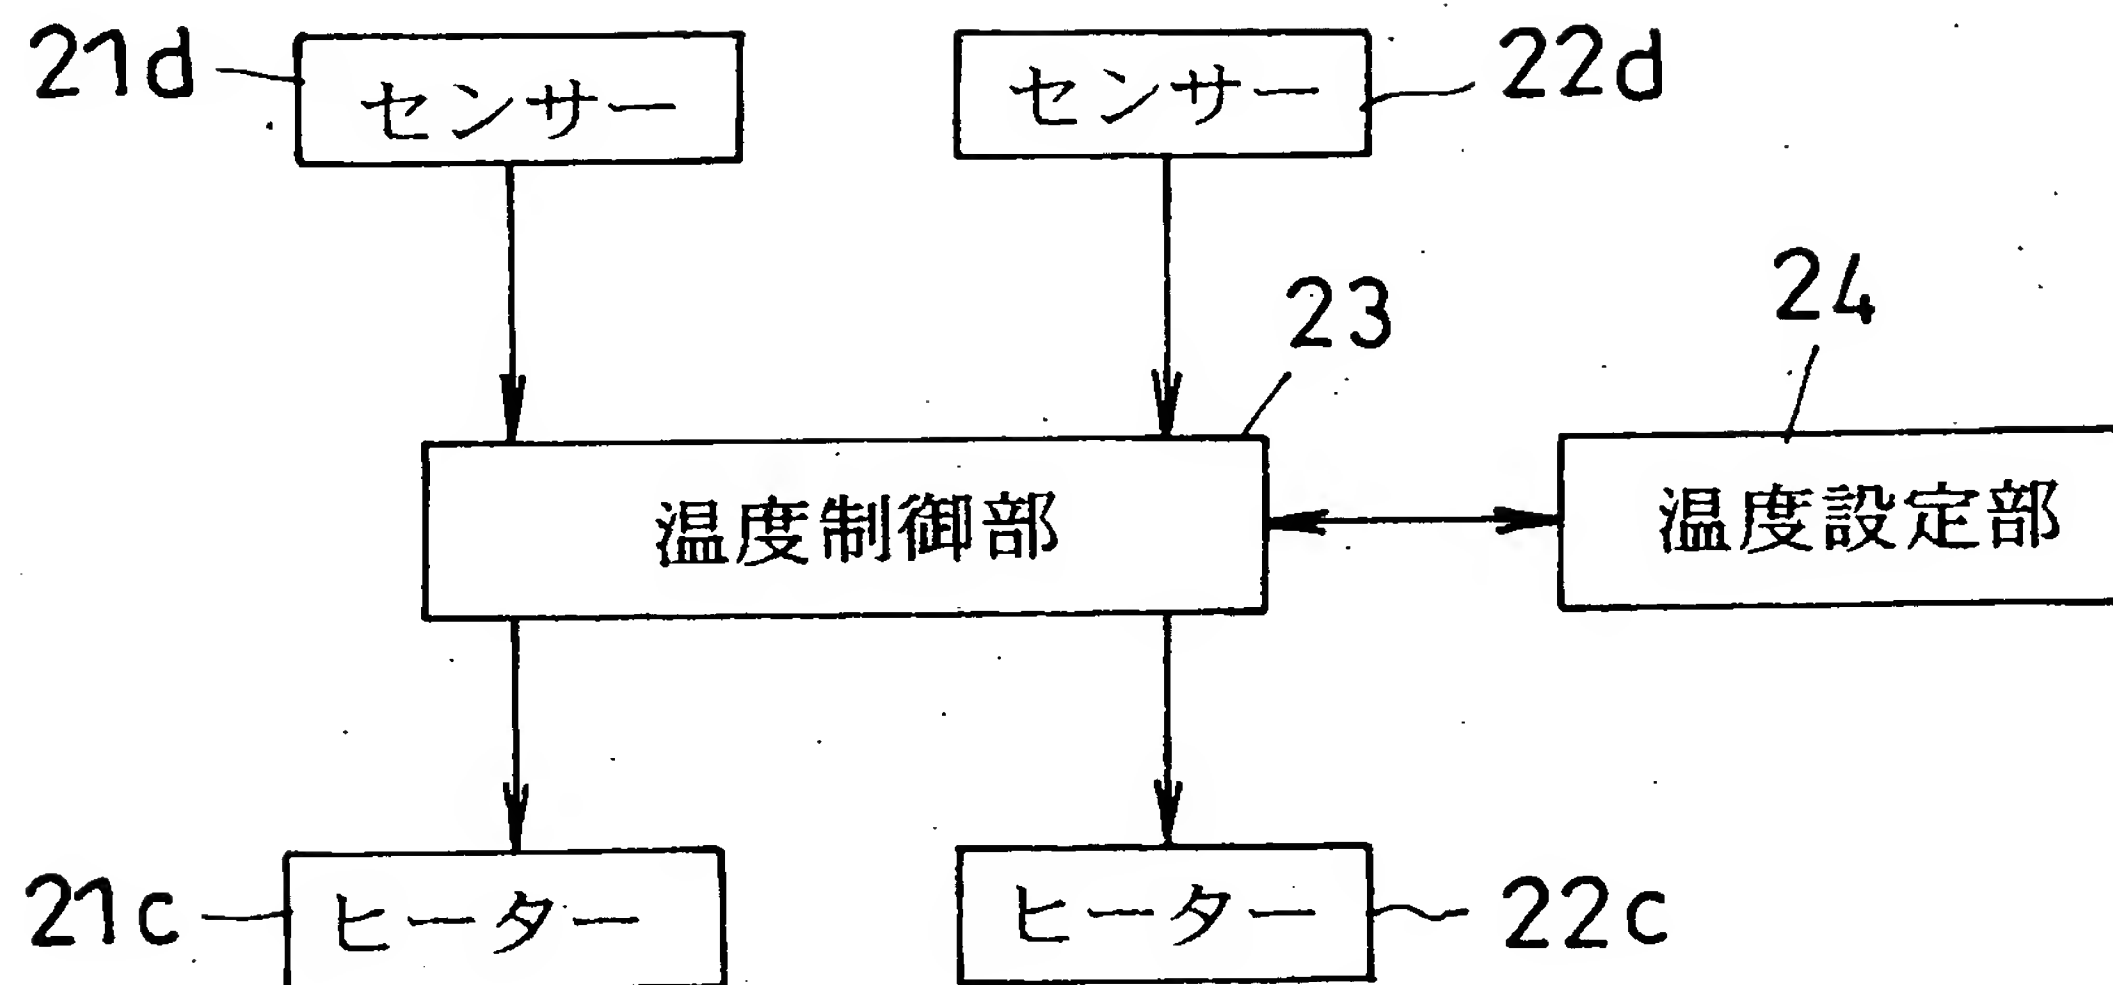 21d センサー センサー 22d
23
24
温度制御部 温度設定部
21c ヒーター ヒーター 22c